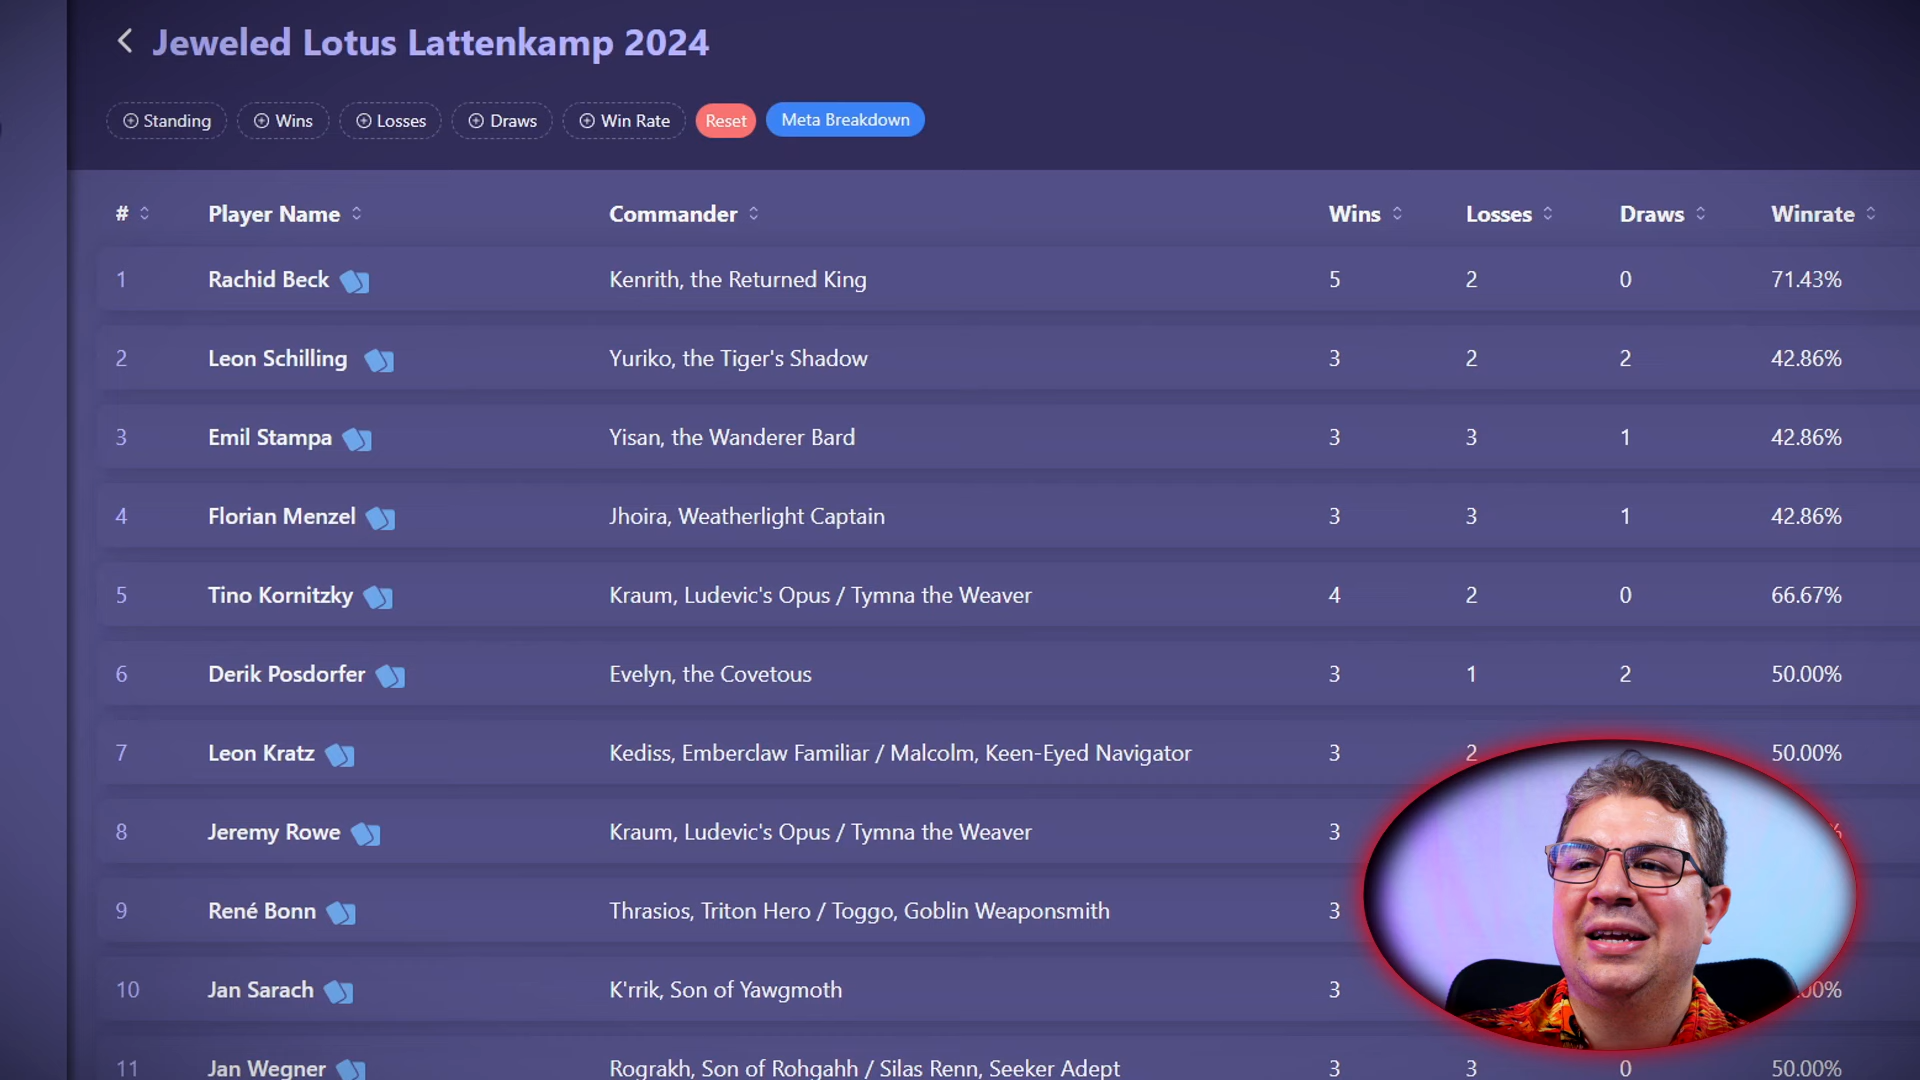 Jeweled Lotus Lattenkamp 2024
Standing Wins Losses Draws Win Rate Reset Meta Breakdown
# Player Name Commander Wins Losses Draws Winrate
1 Rachid Beck Kenrith, the Returned King 5 2 0 71.43%
2 Leon Schilling Yuriko, the Tiger's Shadow 3 2 2 42.86%
3 Emil Stampa Yisan, the Wanderer Bard 3 3 1 42.86%
4 Florian Menzel Jhoira, Weatherlight Captain 3 3 1 42.86%
5 Tino Kornitzky Kraum, Ludevic's Opus / Tymna the Weaver 4 2 0 66.67%
6 Derik Posdorfer Evelyn, the Covetous 3 1 2 50.00%
7 Leon Kratz Kediss, Emberclaw Familiar / Malcolm, Keen-Eyed Navigator 3 2 50.00%
8 Jeremy Rowe Kraum, Ludevic's Opus / Tymna the Weaver 3
9 René Bonn Thrasios, Triton Hero / Toggo, Goblin Weaponsmith 3
10 Jan Sarach K'rrik, Son of Yawgmoth 3
11 Jan Wegner Rograkh, Son of Rohgahh / Silas Renn, Seeker Adept 3 3 0 50.00%